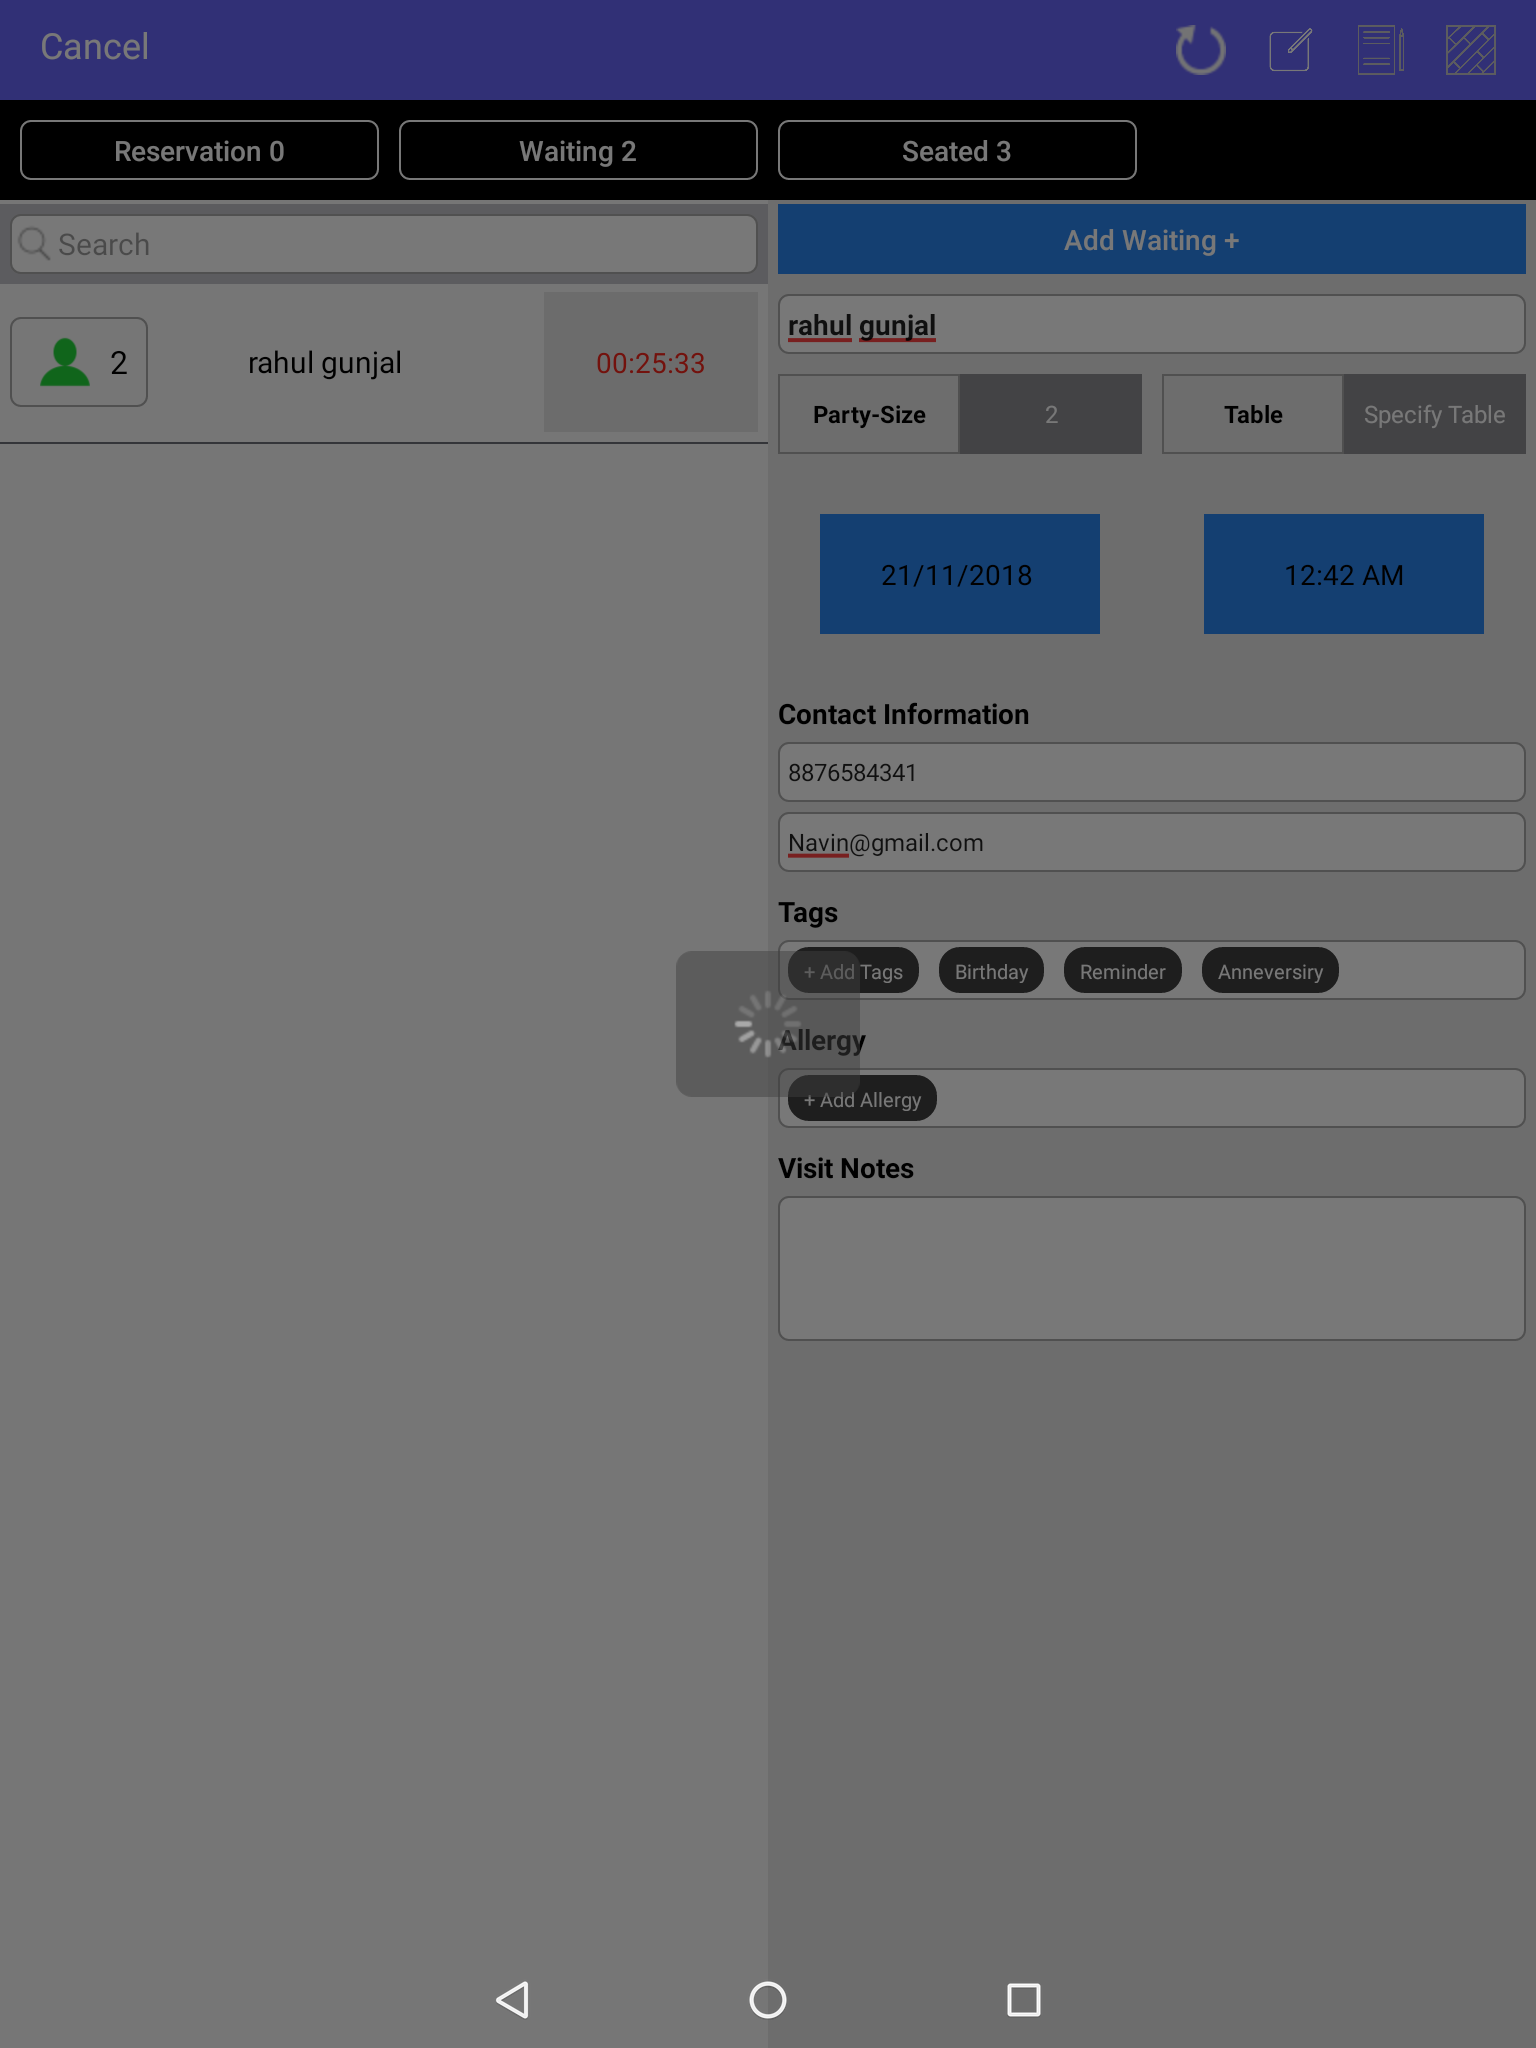 Cancel
Reservation 0
Waiting 2
Seated 3
Search
Add Waiting +
2
rahul gunjal
00:25:33
rahul gunjal
Party-Size
2
Table
Specify Table
21/11/2018
12:42 AM
Contact Information
8876584341
Navin@gmail.com
Tags
+ Add Tags
Birthday
Reminder
Anneversiry
Allergy
+ Add Allergy
Visit Notes